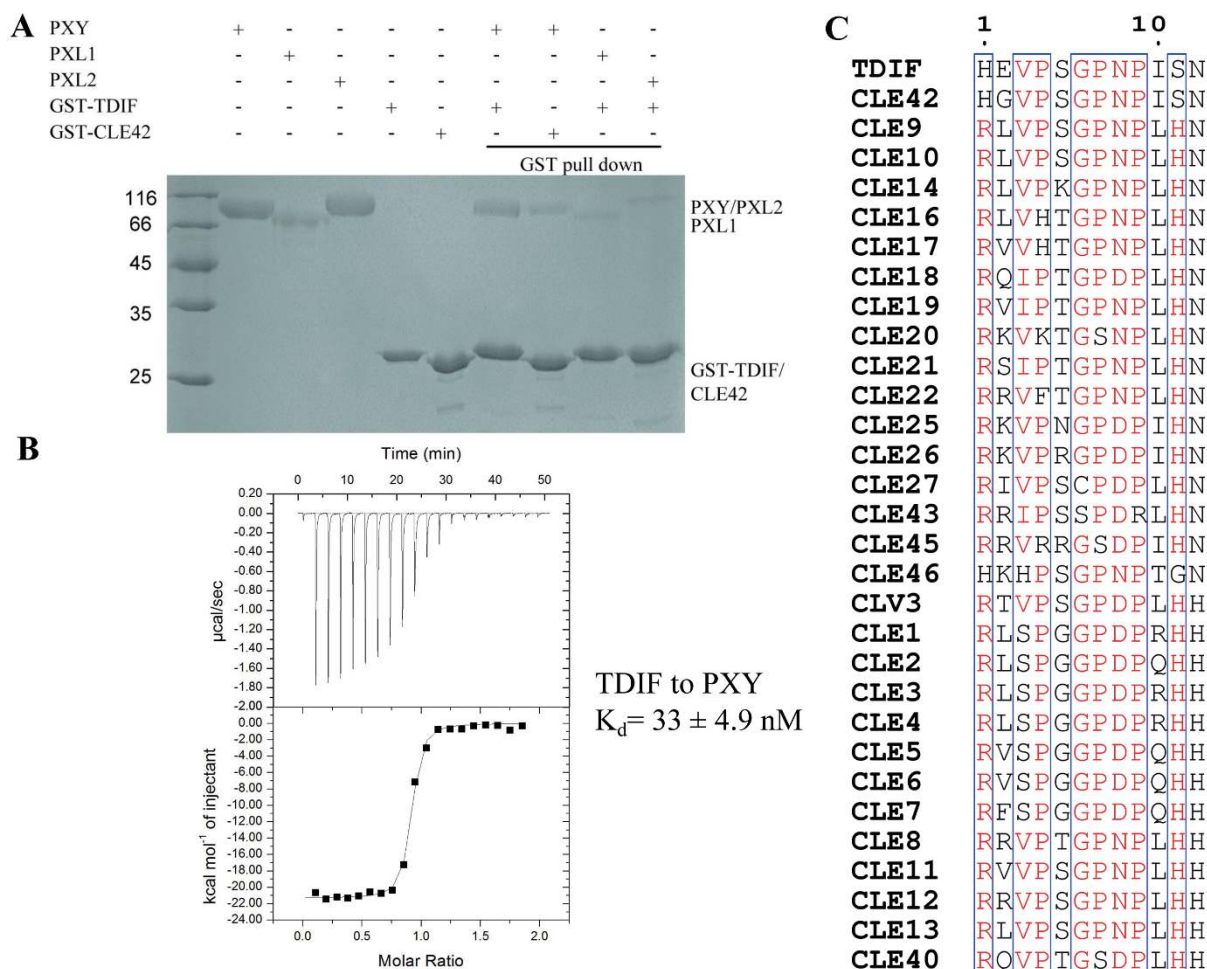 A
PXY + - - - - + + - -
PXL1 - + - - - - - + -
PXL2 - - + - - - - - +
GST-TDIF - - - + - + - + +
GST-CLE42 - - - - + - + - -
GST pull down
116
66
45
35
25
PXY/PXL2
PXL1
GST-TDIF/
CLE42
B
Time (min)
0 10 20 30 40 50
0.20
0.00
-0.20
-0.40
-0.60
-0.80
-1.00
-1.20
-1.40
-1.60
-1.80
-2.00
µcal/sec
0.00
-2.00
-4.00
-6.00
-8.00
-10.00
-12.00
-14.00
-16.00
-18.00
-20.00
-22.00
-24.00
kcal mol⁻¹ of injectant
0.0 0.5 1.0 1.5 2.0
Molar Ratio
TDIF to PXY
Kd= 33 ± 4.9 nM
C
1 10
TDIF HEVPSGPNPISN
CLE42 HGVPSGPNPISN
CLE9 RLVPSGPNPLHN
CLE10 RLVPSGPNPLHN
CLE14 RLVPKGPNPLHN
CLE16 RLVHTGPNPLHN
CLE17 RVVHTGPNPLHN
CLE18 RQIPTGPDPLHN
CLE19 RVIPTGPNPLHN
CLE20 RKVKTGSNPLHN
CLE21 RSIPTGPNPLHN
CLE22 RRVFTGPNPLHN
CLE25 RKVPNGPDPIHN
CLE26 RKVPRGPDPIHN
CLE27 RIVPSCPDPLHN
CLE43 RRIPSSPDRLHN
CLE45 RRVRRGSDPIHN
CLE46 HKHPSGPNPTGN
CLV3 RTVPSGPDPLHH
CLE1 RLSPGGPDPRHH
CLE2 RLSPGGPDPQHH
CLE3 RLSPGGPDPRHH
CLE4 RLSPGGPDPRHH
CLE5 RVSPGGPDPQHH
CLE6 RVSPGGPDPQHH
CLE7 RFSPGGPDPQHH
CLE8 RRVPTGPNPLHH
CLE11 RVVPSGPNPLHH
CLE12 RRVPSGPNPLHH
CLE13 RLVPSGPNPLHH
CLE40 RQVPTGSDPLHH